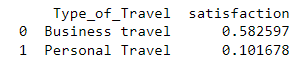 Type_of_Travel satisfaction
0 Business travel 0.582597
1 Personal Travel 0.101678